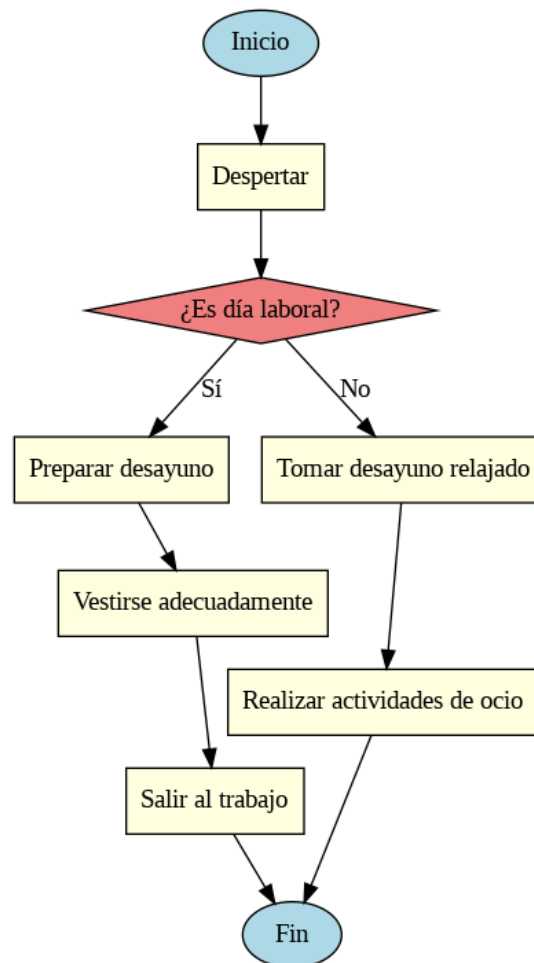 Inicio
Despertar
¿Es día laboral?
Sí
No
Preparar desayuno
Tomar desayuno relajado
Vestirse adecuadamente
Realizar actividades de ocio
Salir al trabajo
Fin